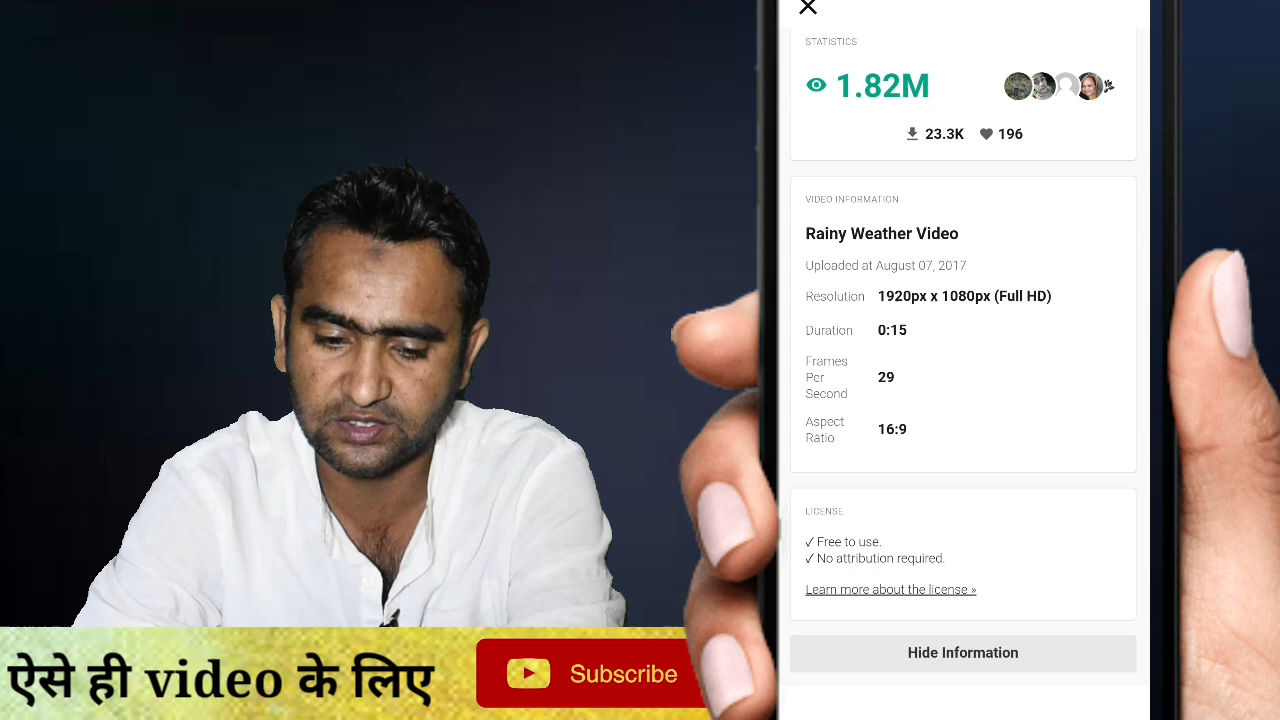 STATISTICS
1.82M
23.3K 196
VIDEO INFORMATION
Rainy Weather Video
Uploaded at August 07, 2017
Resolution 1920px x 1080px (Full HD)
Duration 0:15
Frames
Per
Second
29
Aspect
Ratio
16:9
LICENSE
✓ Free to use.
✓ No attribution required.
Learn more about the license »
Hide Information
ऐसे ही video के लिए
Subscribe